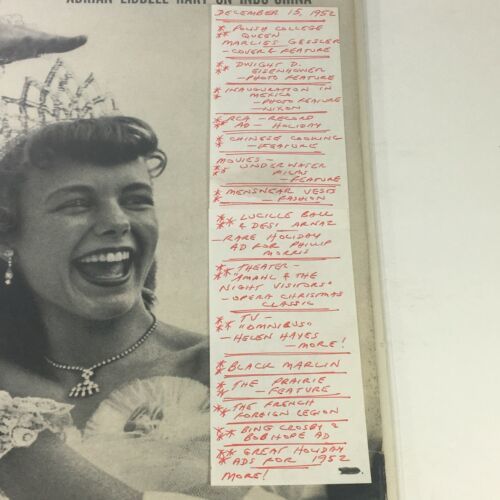 ADRIAN LIDDELL HART ON INDO-CHINA
DECEMBER 15, 1952
* POLISH COLLEGE
** QUEEN
MARLIES GESSLER
- COVER & FEATURE
* DWIGHT D.
** EISENHOWER
- PHOTO FEATURE
* INAUGURATION IN
** MEXICO
- PHOTO FEATURE
- NIXON
* RCA - RECORD
** AD - HOLIDAY
* CHINESE COOKING
** - FEATURE
MOVIES -
** UNDERWATER
FILMS
- FEATURE
* MENSWEAR VESTS
** - FASHION
** LUCILLE BALL
** & DESI ARNAZ
- RARE HOLIDAY
AD FOR PHILLIP
MORRIS
* THEATER -
** "AMAHL & THE
NIGHT VISITORS"
- OPERA CHRISTMAS
CLASSIC
* TV -
** "OMNIBUS"
- HELEN HAYES
- MORE!
* BLACK MARLIN
* THE PRAIRIE
** - FEATURE
* THE FRENCH
* FOREIGN LEGION
* BING CROSBY &
* BOB HOPE AD
** GREAT HOLIDAY
* ADS FOR 1952
MORE!